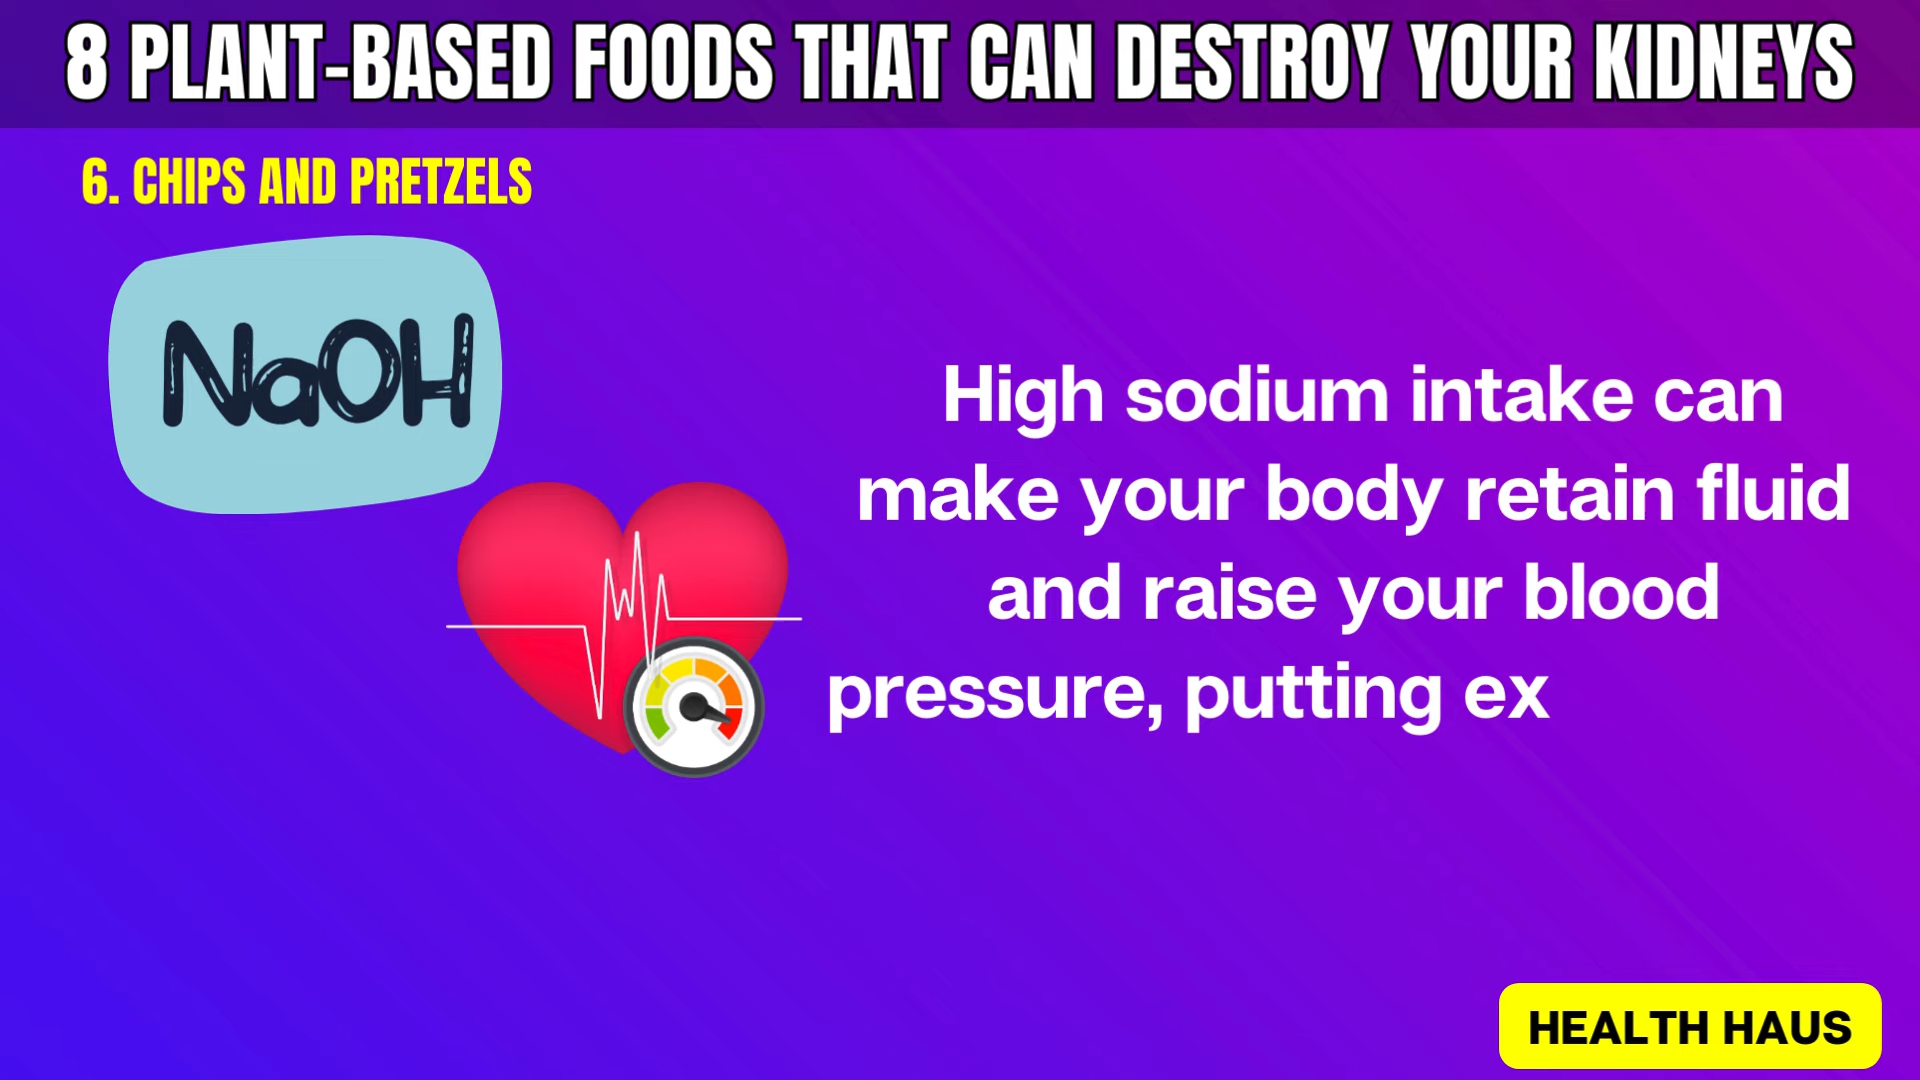 8 PLANT-BASED FOODS THAT CAN DESTROY YOUR KIDNEYS
6. CHIPS AND PRETZELS
NaOH
High sodium intake can
make your body retain fluid
and raise your blood
pressure, putting ex
HEALTH HAUS